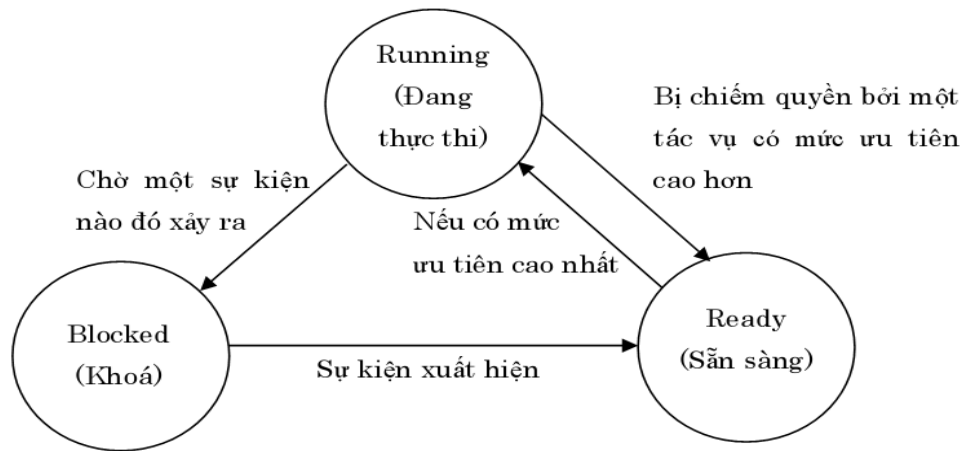 Running
(Đang
thực thi)
Bị chiếm quyền bởi một
tác vụ có mức ưu tiên
cao hơn
Chờ một sự kiện
nào đó xảy ra
Nếu có mức
ưu tiên cao nhất
Blocked
(Khoá)
Ready
(Sẵn sàng)
Sự kiện xuất hiện